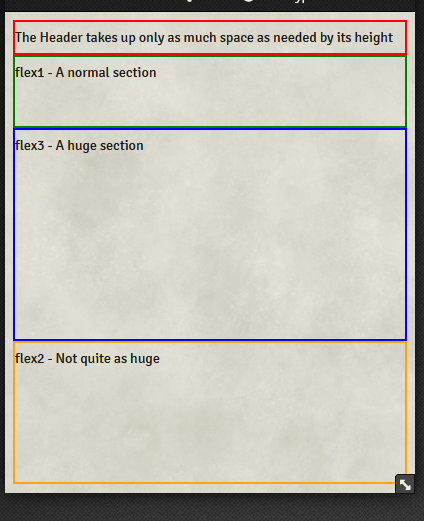 The Header takes up only as much space as needed by its height
flex1 - A normal section
flex3 - A huge section
flex2 - Not quite as huge